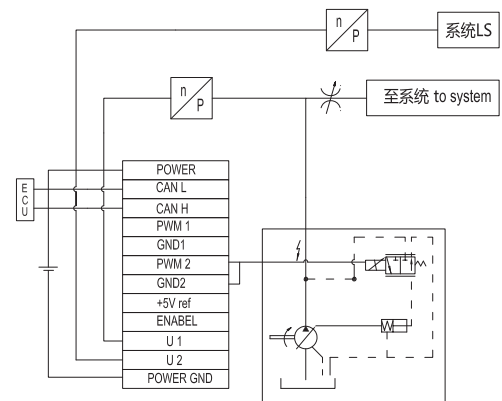 n
P
系统LS
n
P
至系统 to system
ECU
POWER
CAN L
CAN H
PWM 1
GND1
PWM 2
GND2
+5V ref
ENABEL
U 1
U 2
POWER GND